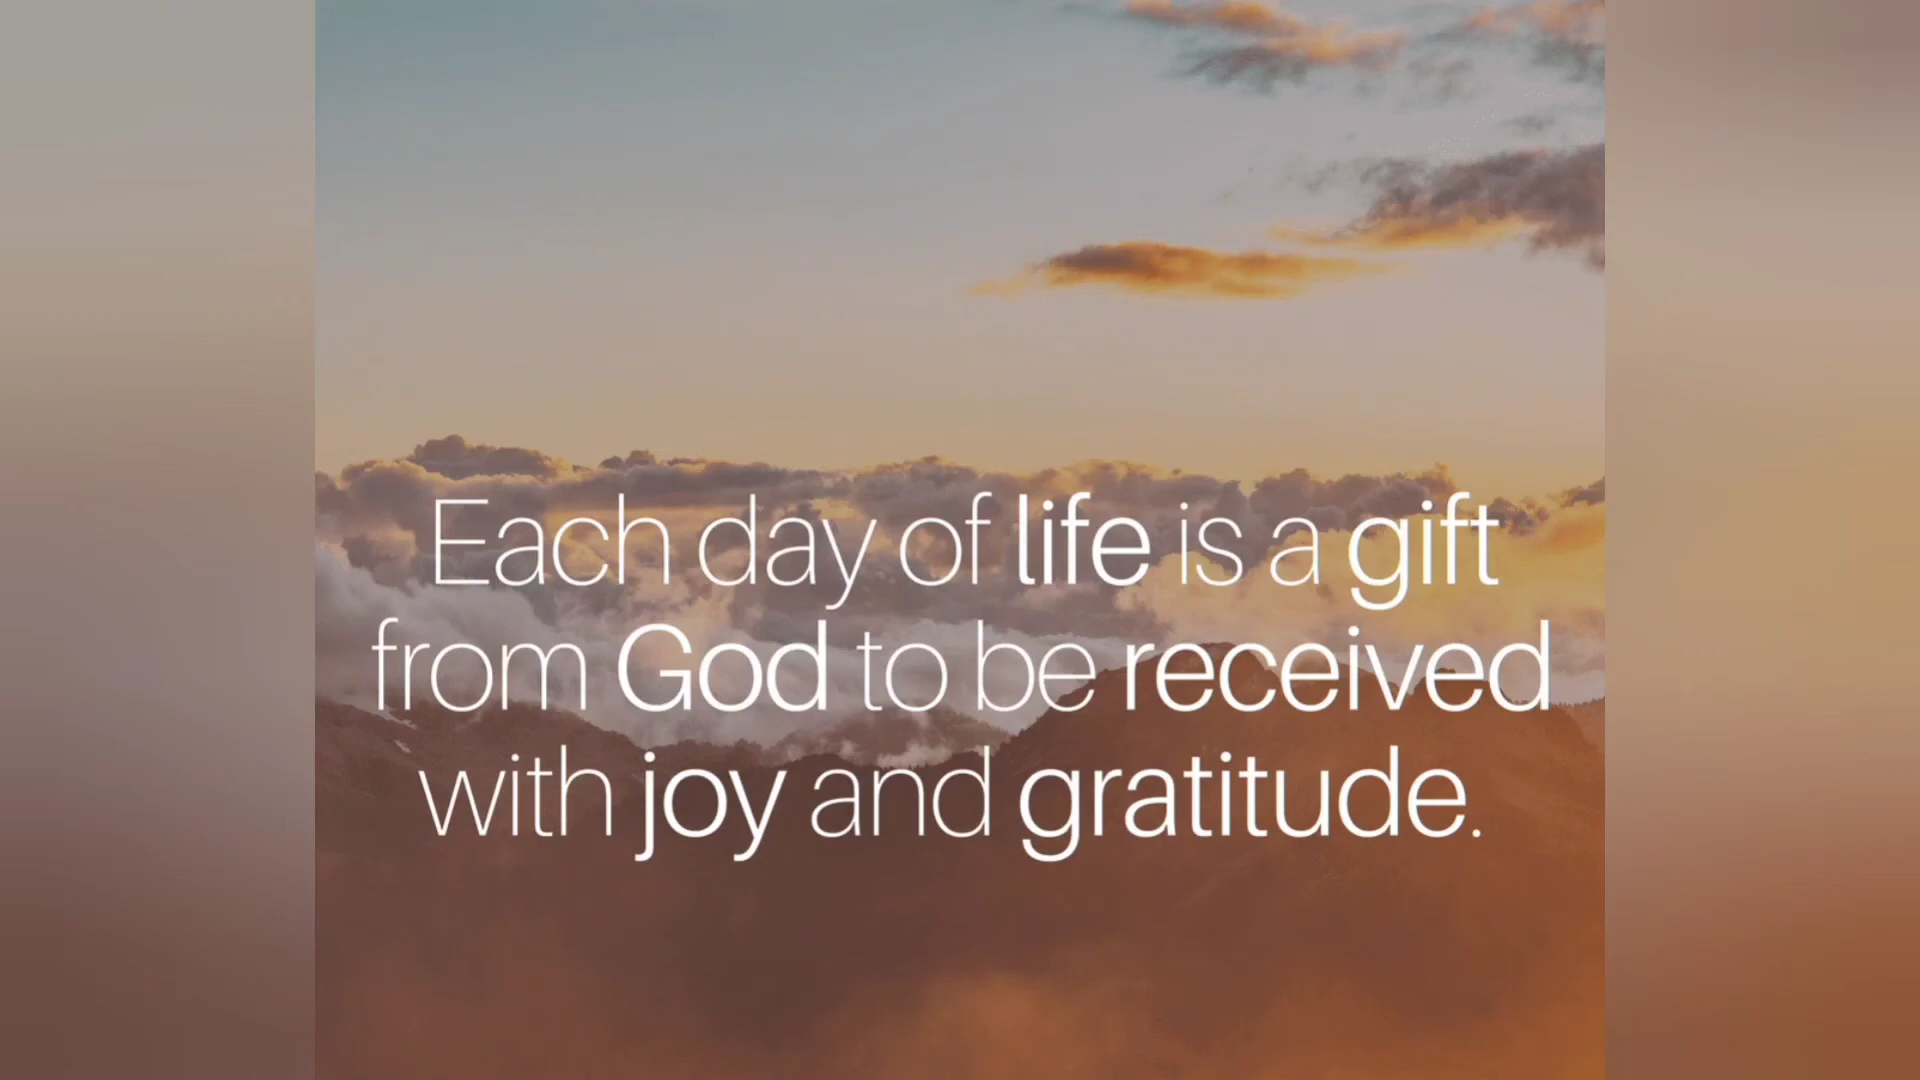 Each day of life is a gift
from God to be received
with joy and gratitude.